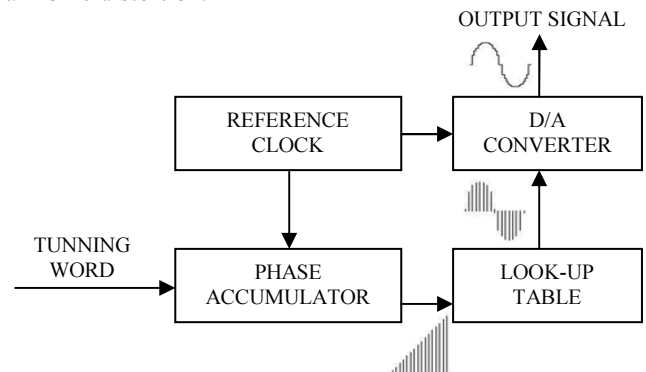 OUTPUT SIGNAL
REFERENCE
CLOCK
D/A
CONVERTER
TUNNING
WORD
PHASE
ACCUMULATOR
LOOK-UP
TABLE